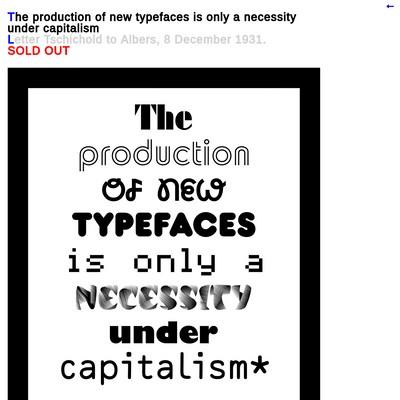 ←
The production of new typefaces is only a necessity
under capitalism
Letter Tschichold to Albers, 8 December 1931.
SOLD OUT
The
production
OF NEW
TYPEFACES
is only a
NECESSITY
under
capitalism*